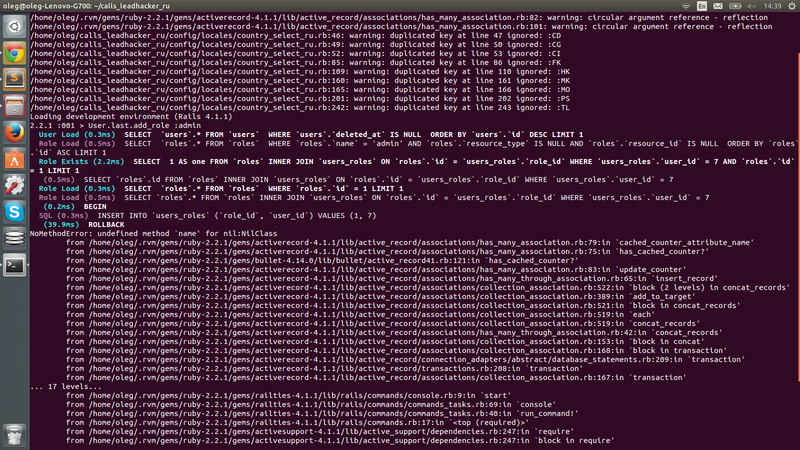 oleg@oleg-Lenovo-G700: ~/calls_leadhacker_ru
En
14:39
/home/oleg/.rvm/gems/ruby-2.2.1/gems/activerecord-4.1.1/lib/active_record/associations/has_many_association.rb:82: warning: circular argument reference - reflection
/home/oleg/.rvm/gems/ruby-2.2.1/gems/activerecord-4.1.1/lib/active_record/associations/has_many_association.rb:101: warning: circular argument reference - reflection
/home/oleg/calls_leadhacker_ru/config/locales/country_select_ru.rb:46: warning: duplicated key at line 47 ignored: :CD
/home/oleg/calls_leadhacker_ru/config/locales/country_select_ru.rb:49: warning: duplicated key at line 50 ignored: :CG
/home/oleg/calls_leadhacker_ru/config/locales/country_select_ru.rb:52: warning: duplicated key at line 53 ignored: :CI
/home/oleg/calls_leadhacker_ru/config/locales/country_select_ru.rb:85: warning: duplicated key at line 86 ignored: :FK
/home/oleg/calls_leadhacker_ru/config/locales/country_select_ru.rb:109: warning: duplicated key at line 110 ignored: :HK
/home/oleg/calls_leadhacker_ru/config/locales/country_select_ru.rb:160: warning: duplicated key at line 161 ignored: :MK
/home/oleg/calls_leadhacker_ru/config/locales/country_select_ru.rb:165: warning: duplicated key at line 166 ignored: :MO
/home/oleg/calls_leadhacker_ru/config/locales/country_select_ru.rb:201: warning: duplicated key at line 202 ignored: :PS
/home/oleg/calls_leadhacker_ru/config/locales/country_select_ru.rb:242: warning: duplicated key at line 243 ignored: :TL
Loading development environment (Rails 4.1.1)
2.2.1 :001 > User.last.add_role :admin
User Load (0.3ms)  SELECT  `users`.* FROM `users`  WHERE `users`.`deleted_at` IS NULL  ORDER BY `users`.`id` DESC LIMIT 1
Role Load (0.5ms)  SELECT  `roles`.* FROM `roles`  WHERE `roles`.`name` = 'admin' AND `roles`.`resource_type` IS NULL AND `roles`.`resource_id` IS NULL  ORDER BY `roles`
.`id` ASC LIMIT 1
Role Exists (2.2ms)  SELECT  1 AS one FROM `roles` INNER JOIN `users_roles` ON `roles`.`id` = `users_roles`.`role_id` WHERE `users_roles`.`user_id` = 7 AND `roles`.`id`
= 1 LIMIT 1
(0.5ms)  SELECT `roles`.id FROM `roles` INNER JOIN `users_roles` ON `roles`.`id` = `users_roles`.`role_id` WHERE `users_roles`.`user_id` = 7
Role Load (0.3ms)  SELECT  `roles`.* FROM `roles`  WHERE `roles`.`id` = 1 LIMIT 1
Role Load (0.5ms)  SELECT `roles`.* FROM `roles` INNER JOIN `users_roles` ON `roles`.`id` = `users_roles`.`role_id` WHERE `users_roles`.`user_id` = 7
(0.2ms)  BEGIN
SQL (0.3ms)  INSERT INTO `users_roles` (`role_id`, `user_id`) VALUES (1, 7)
(39.9ms)  ROLLBACK
NoMethodError: undefined method `name' for nil:NilClass
from /home/oleg/.rvm/gems/ruby-2.2.1/gems/activerecord-4.1.1/lib/active_record/associations/has_many_association.rb:79:in `cached_counter_attribute_name'
from /home/oleg/.rvm/gems/ruby-2.2.1/gems/activerecord-4.1.1/lib/active_record/associations/has_many_association.rb:75:in `has_cached_counter?'
from /home/oleg/.rvm/gems/ruby-2.2.1/gems/bullet-4.14.0/lib/bullet/active_record41.rb:121:in `has_cached_counter?'
from /home/oleg/.rvm/gems/ruby-2.2.1/gems/activerecord-4.1.1/lib/active_record/associations/has_many_association.rb:83:in `update_counter'
from /home/oleg/.rvm/gems/ruby-2.2.1/gems/activerecord-4.1.1/lib/active_record/associations/has_many_through_association.rb:65:in `insert_record'
from /home/oleg/.rvm/gems/ruby-2.2.1/gems/activerecord-4.1.1/lib/active_record/associations/collection_association.rb:522:in `block (2 levels) in concat_records'
from /home/oleg/.rvm/gems/ruby-2.2.1/gems/activerecord-4.1.1/lib/active_record/associations/collection_association.rb:389:in `add_to_target'
from /home/oleg/.rvm/gems/ruby-2.2.1/gems/activerecord-4.1.1/lib/active_record/associations/collection_association.rb:521:in `block in concat_records'
from /home/oleg/.rvm/gems/ruby-2.2.1/gems/activerecord-4.1.1/lib/active_record/associations/collection_association.rb:519:in `each'
from /home/oleg/.rvm/gems/ruby-2.2.1/gems/activerecord-4.1.1/lib/active_record/associations/collection_association.rb:519:in `concat_records'
from /home/oleg/.rvm/gems/ruby-2.2.1/gems/activerecord-4.1.1/lib/active_record/associations/has_many_through_association.rb:42:in `concat_records'
from /home/oleg/.rvm/gems/ruby-2.2.1/gems/activerecord-4.1.1/lib/active_record/associations/collection_association.rb:153:in `block in concat'
from /home/oleg/.rvm/gems/ruby-2.2.1/gems/activerecord-4.1.1/lib/active_record/associations/collection_association.rb:168:in `block in transaction'
from /home/oleg/.rvm/gems/ruby-2.2.1/gems/activerecord-4.1.1/lib/active_record/connection_adapters/abstract/database_statements.rb:209:in `transaction'
from /home/oleg/.rvm/gems/ruby-2.2.1/gems/activerecord-4.1.1/lib/active_record/transactions.rb:208:in `transaction'
from /home/oleg/.rvm/gems/ruby-2.2.1/gems/activerecord-4.1.1/lib/active_record/associations/collection_association.rb:167:in `transaction'
... 17 levels...
from /home/oleg/.rvm/gems/ruby-2.2.1/gems/railties-4.1.1/lib/rails/commands/console.rb:9:in `start'
from /home/oleg/.rvm/gems/ruby-2.2.1/gems/railties-4.1.1/lib/rails/commands/commands_tasks.rb:69:in `console'
from /home/oleg/.rvm/gems/ruby-2.2.1/gems/railties-4.1.1/lib/rails/commands/commands_tasks.rb:40:in `run_command!'
from /home/oleg/.rvm/gems/ruby-2.2.1/gems/railties-4.1.1/lib/rails/commands.rb:17:in `<top (required)>'
from /home/oleg/.rvm/gems/ruby-2.2.1/gems/activesupport-4.1.1/lib/active_support/dependencies.rb:247:in `require'
from /home/oleg/.rvm/gems/ruby-2.2.1/gems/activesupport-4.1.1/lib/active_support/dependencies.rb:247:in `block in require'